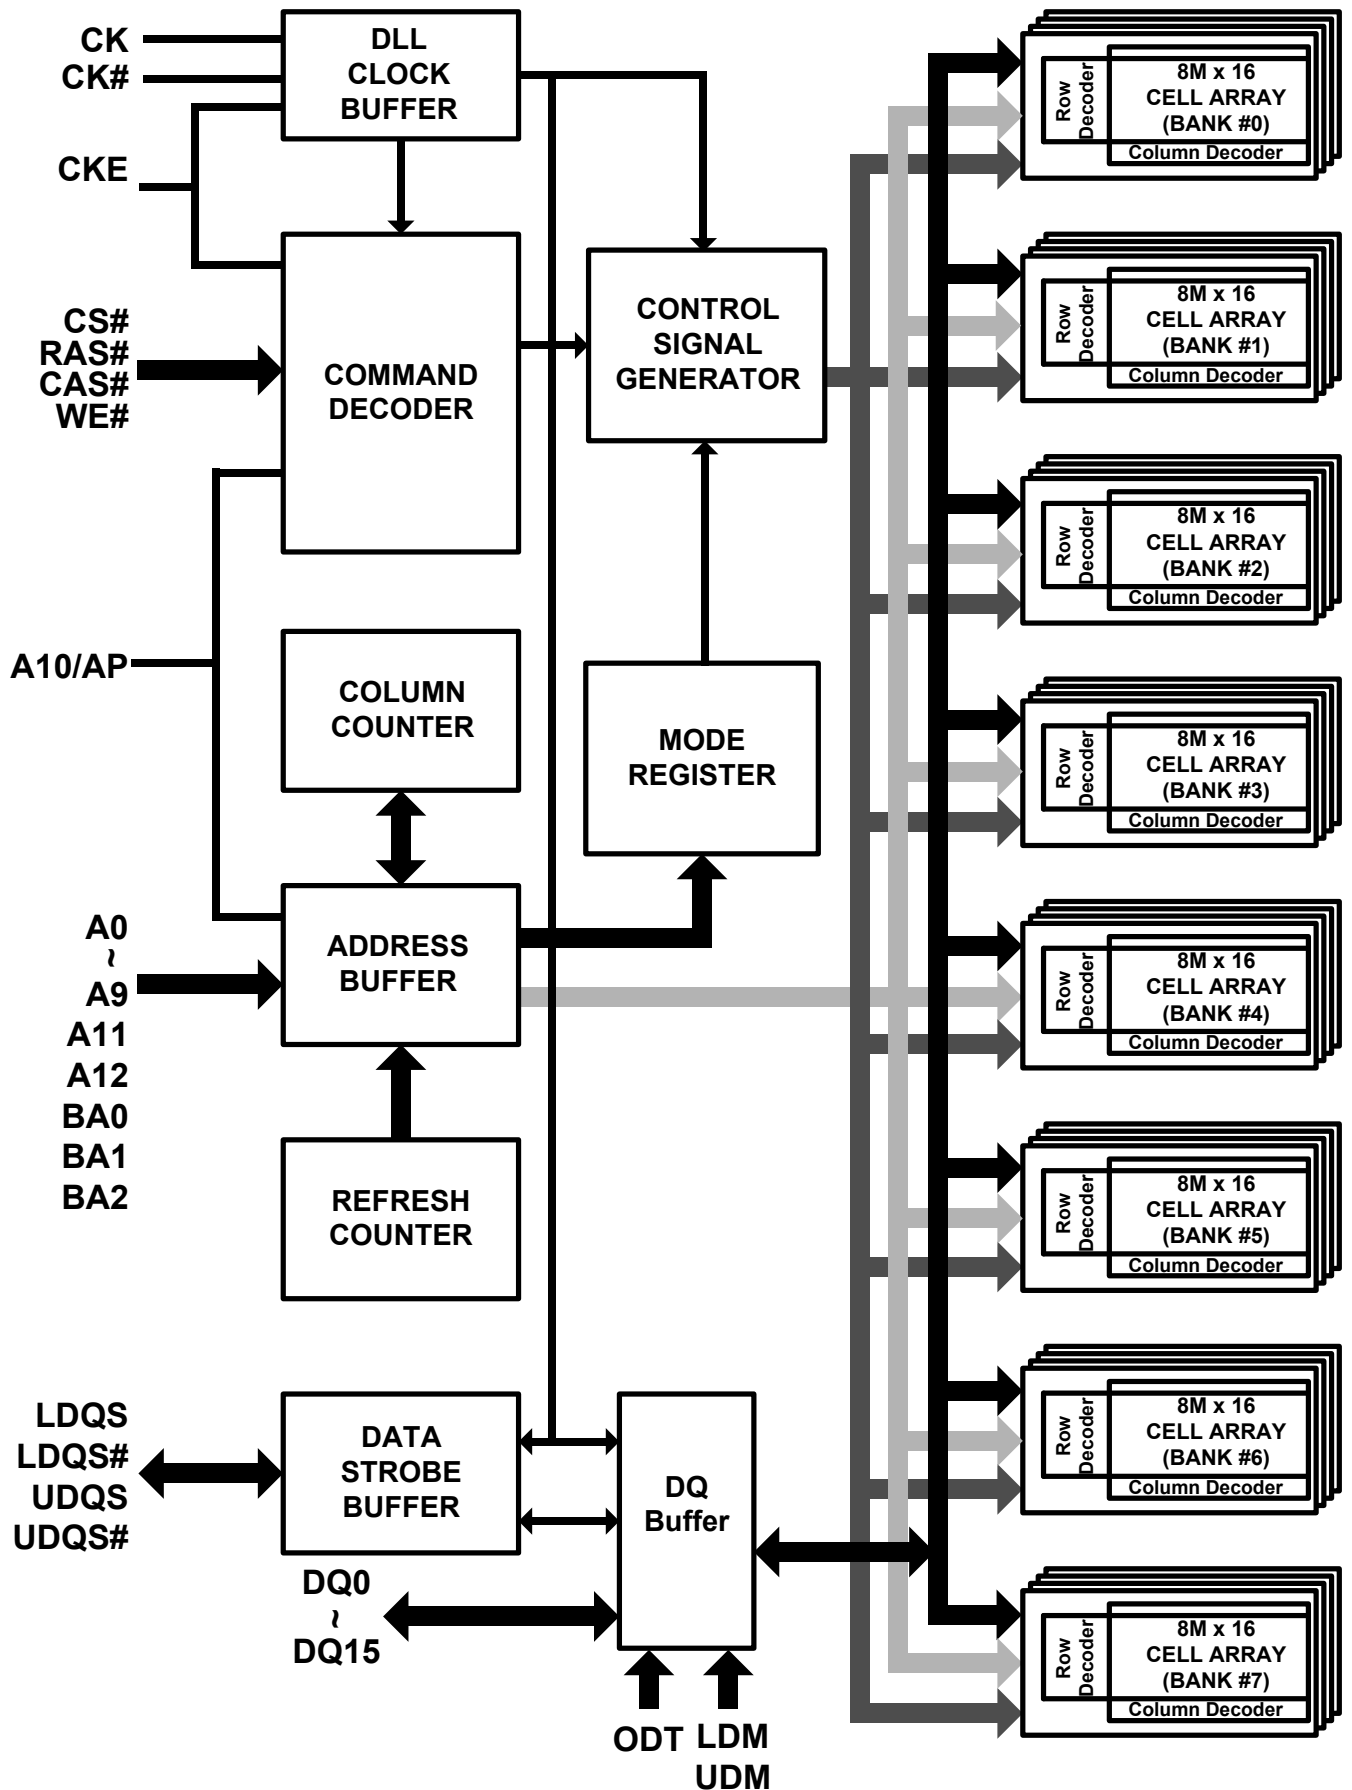 CK
CK#
CKE
CS#
RAS#
CAS#
WE#
A10/AP
A0
~
A9
A11
A12
BA0
BA1
BA2
LDQS
LDQS#
UDQS
UDQS#
DLL
CLOCK
BUFFER
COMMAND
DECODER
COLUMN
COUNTER
ADDRESS
BUFFER
REFRESH
COUNTER
DATA
STROBE
BUFFER
DQ0
~
DQ15
CONTROL
SIGNAL
GENERATOR
MODE
REGISTER
DQ
Buffer
ODT
LDM
UDM
Row
Decoder
8M x 16
CELL ARRAY
(BANK #0)
Column Decoder
Row
Decoder
8M x 16
CELL ARRAY
(BANK #1)
Column Decoder
Row
Decoder
8M x 16
CELL ARRAY
(BANK #2)
Column Decoder
Row
Decoder
8M x 16
CELL ARRAY
(BANK #3)
Column Decoder
Row
Decoder
8M x 16
CELL ARRAY
(BANK #4)
Column Decoder
Row
Decoder
8M x 16
CELL ARRAY
(BANK #5)
Column Decoder
Row
Decoder
8M x 16
CELL ARRAY
(BANK #6)
Column Decoder
Row
Decoder
8M x 16
CELL ARRAY
(BANK #7)
Column Decoder